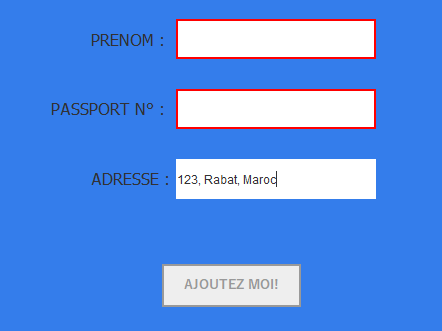 PRENOM :
PASSPORT N° :
ADRESSE : 123, Rabat, Maroc
AJOUTEZ MOI!